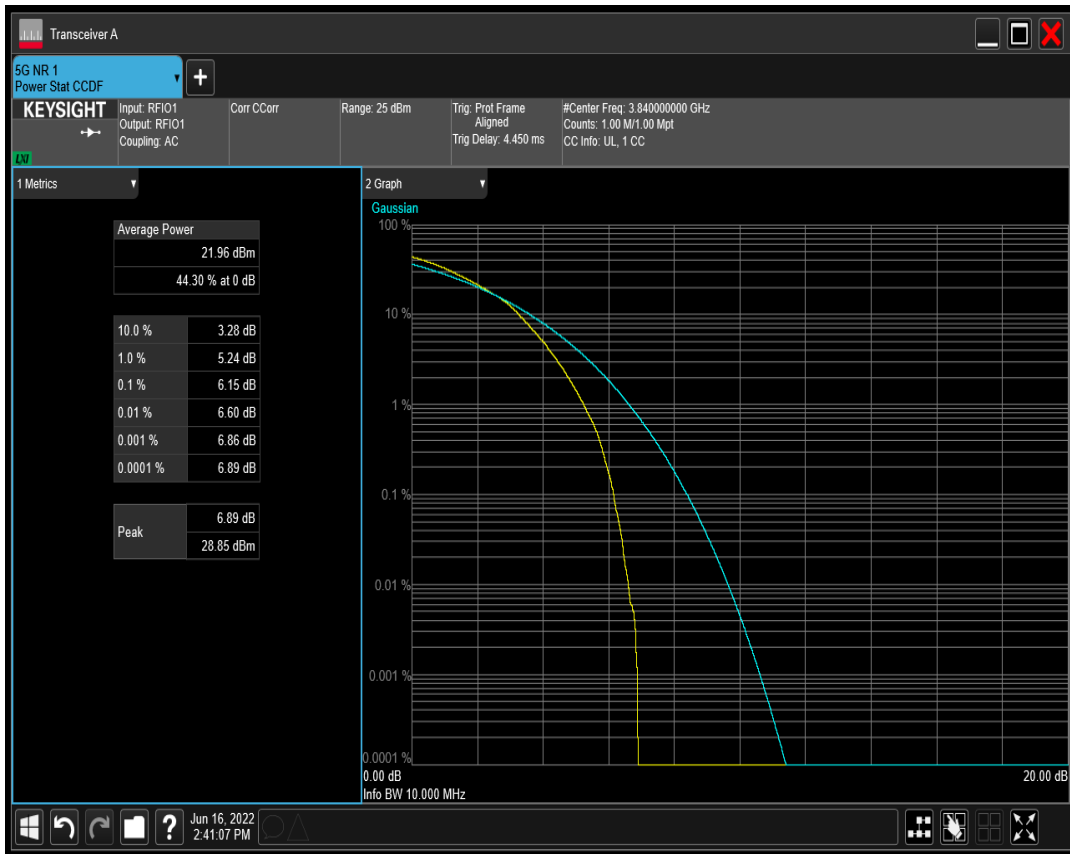 Transceiver A
5G NR 1
Power Stat CCDF
+
KEYSIGHT
LXI
Input: RFIO1
Output: RFIO1
Coupling: AC
Corr CCorr
Range: 25 dBm
Trig: Prot Frame
Aligned
Trig Delay: 4.450 ms
#Center Freq: 3.840000000 GHz
Counts: 1.00 M/1.00 Mpt
CC Info: UL, 1 CC
1 Metrics
Average Power
21.96 dBm
44.30 % at 0 dB
10.0 % 3.28 dB
1.0 % 5.24 dB
0.1 % 6.15 dB
0.01 % 6.60 dB
0.001 % 6.86 dB
0.0001 % 6.89 dB
Peak
6.89 dB
28.85 dBm
2 Graph
Gaussian
100 %
10 %
1 %
0.1 %
0.01 %
0.001 %
0.0001 %
0.00 dB 20.00 dB
Info BW 10.000 MHz
?
Jun 16, 2022
2:41:07 PM